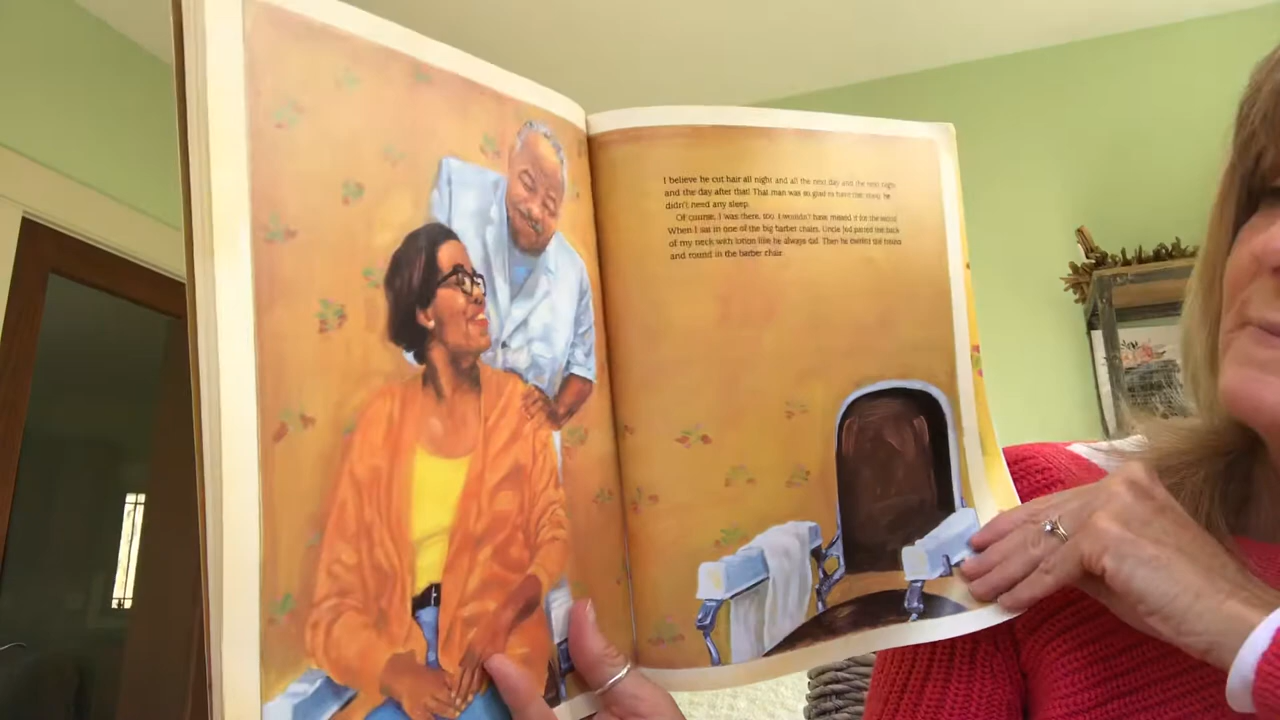 I believe he cut hair all night and all the next day and the next night
and the day after that! That man was so glad to have that shop, he
didn't need any sleep.
Of course, I was there, too. I wouldn't have missed it for the world.
When I sat in one of the big barber chairs, Uncle Jed patted the back
of my neck with lotion like he always did. Then he twirled me round
and round in the barber chair.